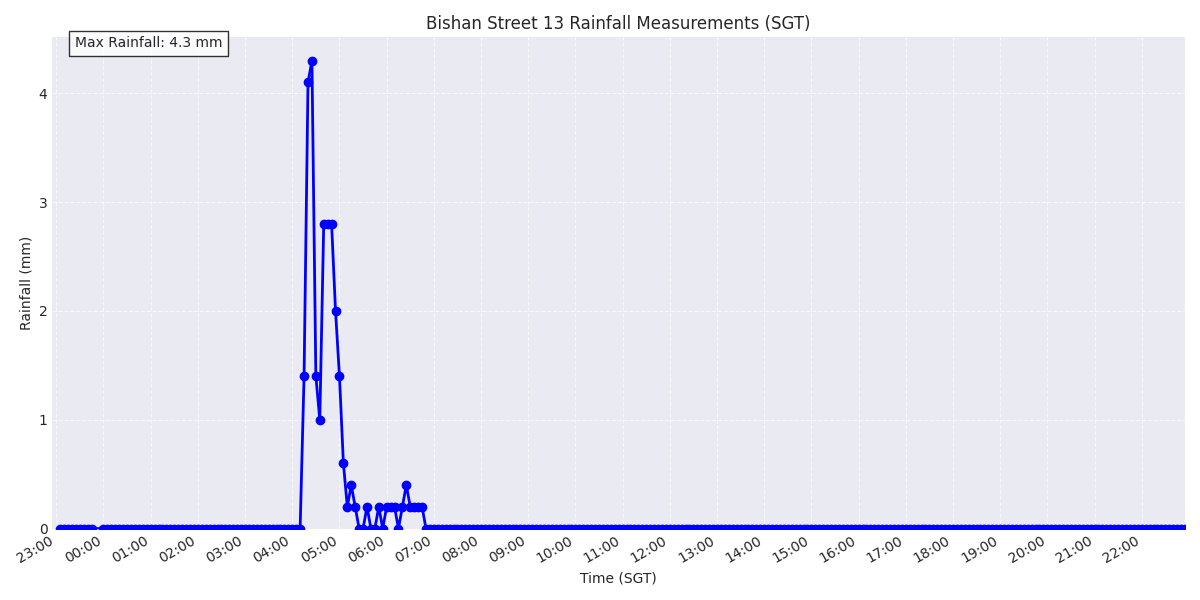 Bishan Street 13 Rainfall Measurements (SGT)
Max Rainfall: 4.3 mm
4
3
2
1
0
Rainfall (mm)
23:00 00:00 01:00 02:00 03:00 04:00 05:00 06:00 07:00 08:00 09:00 10:00 11:00 12:00 13:00 14:00 15:00 16:00 17:00 18:00 19:00 20:00 21:00 22:00
Time (SGT)